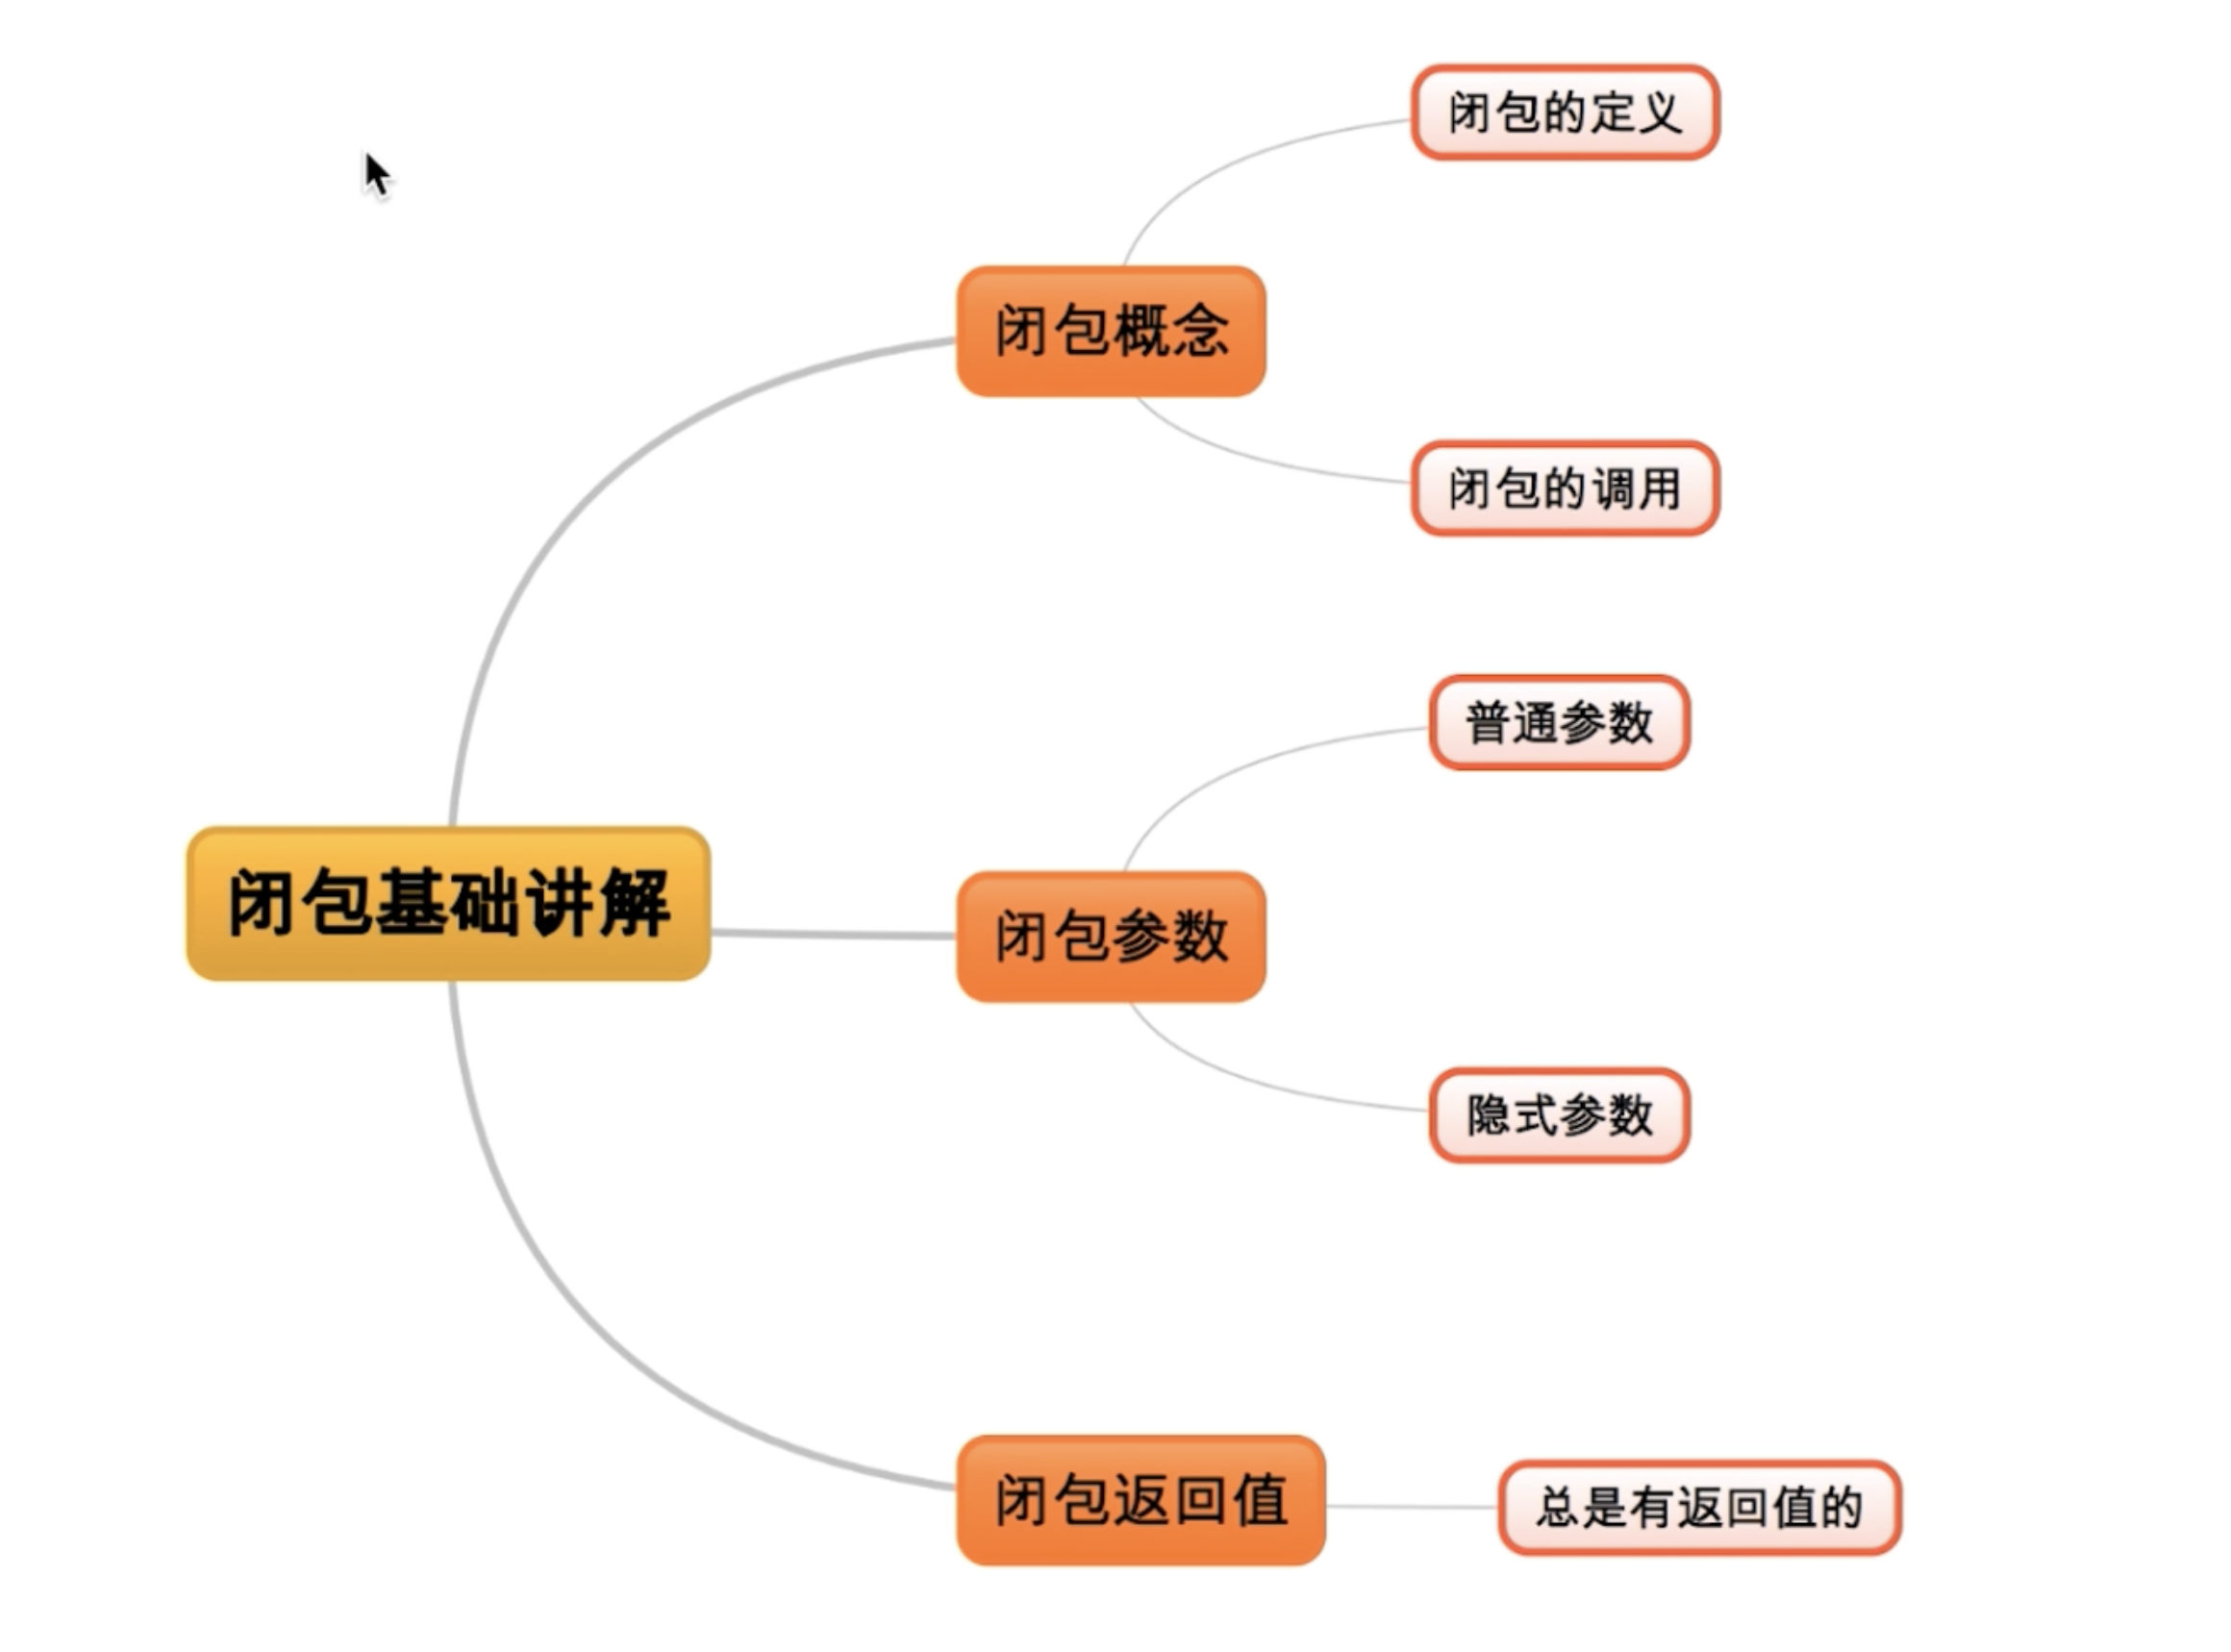 闭包基础讲解
闭包概念
闭包的定义
闭包的调用
闭包参数
普通参数
隐式参数
闭包返回值
总是有返回值的